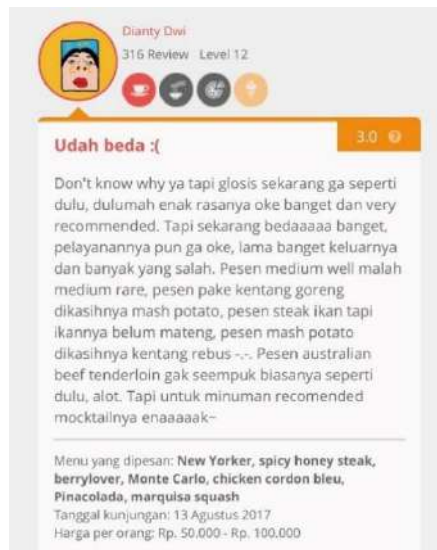 Dianty Dwi
316 Review Level 12
3.0
Udah beda :(
Don't know why ya tapi glosis sekarang ga seperti
dulu, dulumah enak rasanya oke banget dan very
recommended. Tapi sekarang bedaaaaa banget,
pelayanannya pun ga oke, lama banget keluarnya
dan banyak yang salah. Pesen medium well malah
medium rare, pesen pake kentang goreng
dikasihnya mash potato, pesen steak ikan tapi
ikannya belum mateng, pesen mash potato
dikasihnya kentang rebus -,-. Pesen australian
beef tenderloin gak seempuk biasanya seperti
dulu, alot. Tapi untuk minuman recomended
mocktailnya enaaaaak~
Menu yang dipesan: New Yorker, spicy honey steak,
berrylover, Monte Carlo, chicken cordon bleu,
Pinacolada, marquisa squash
Tanggal kunjungan: 13 Agustus 2017
Harga per orang: Rp. 50.000 - Rp. 100.000